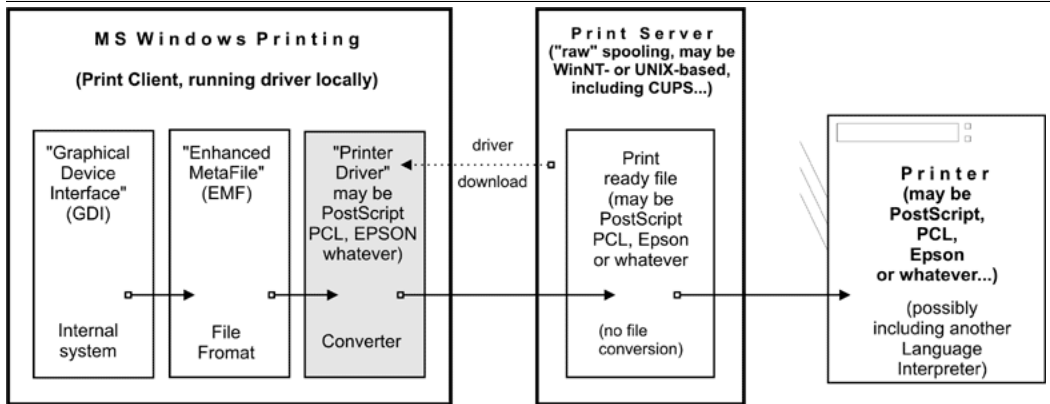 MS Windows Printing
(Print Client, running driver locally)
"Graphical
Device
Interface"
(GDI)
Internal
system
"Enhanced
MetaFile"
(EMF)
File
Fromat
"Printer
Driver"
may be
PostScript
PCL, EPSON
whatever)
Converter
driver
download
Print Server
("raw" spooling, may be
WinNT- or UNIX-based,
including CUPS...)
Print
ready file
(may be
PostScript
PCL, Epson
or whatever
(no file
conversion)
Printer
(may be
PostScript,
PCL,
Epson
or whatever...)
(possibly
including another
Language
Interpreter)